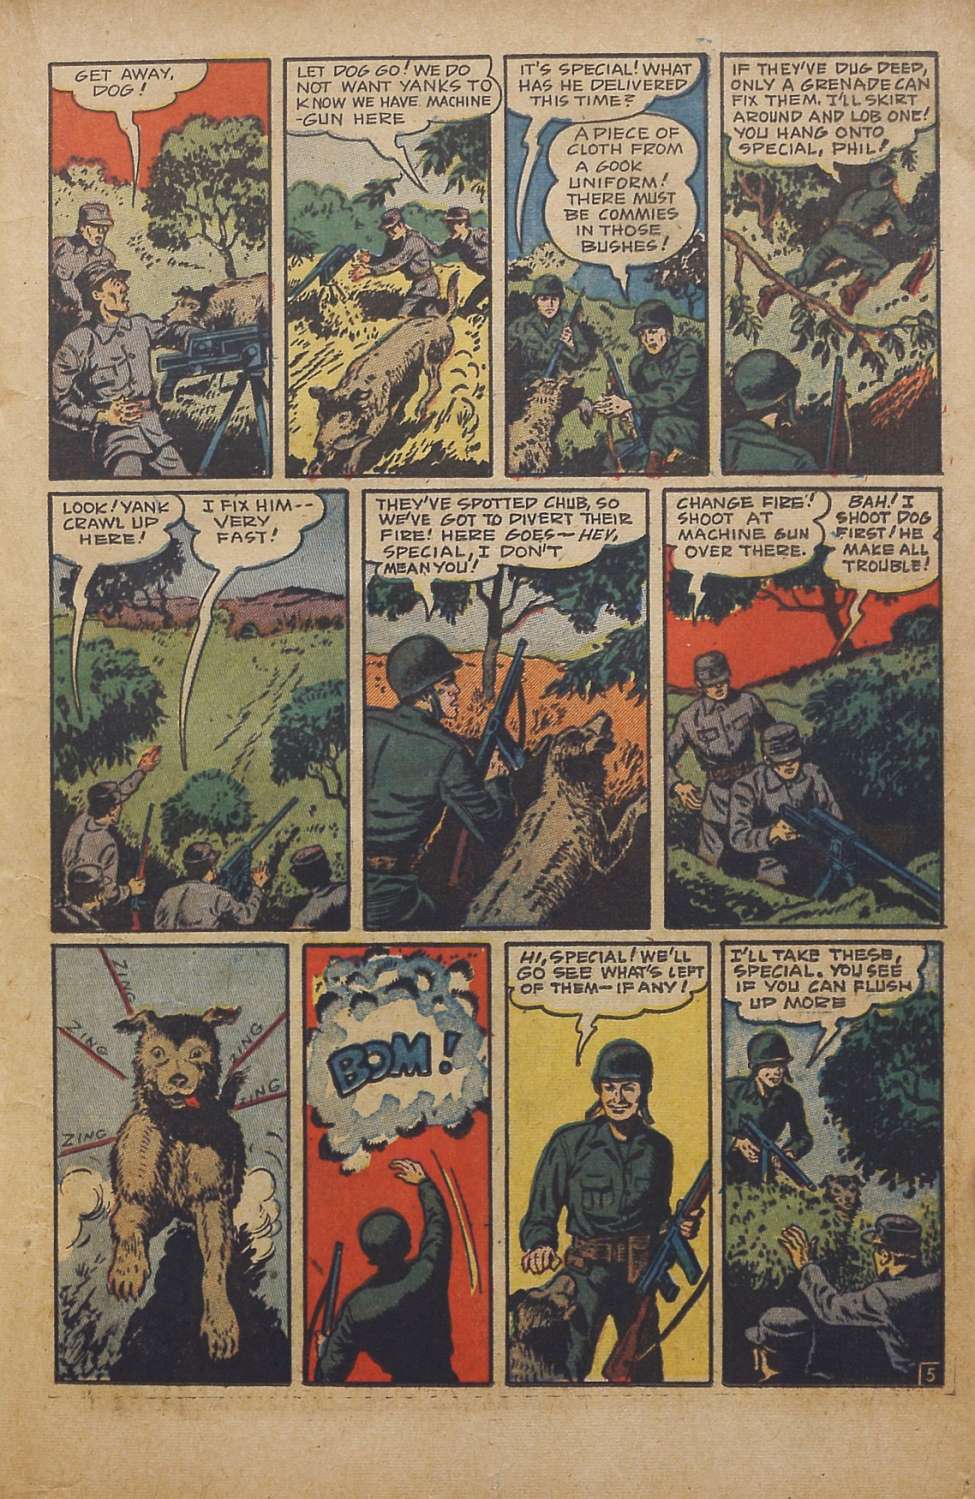 GET AWAY,
DOG!
LET DOG GO! WE DO
NOT WANT YANKS TO
KNOW WE HAVE MACHINE
-GUN HERE
IT'S SPECIAL! WHAT
HAS HE DELIVERED
THIS TIME?
A PIECE OF
CLOTH FROM
A GOOK
UNIFORM!
THERE MUST
BE COMMIES
IN THOSE
BUSHES!
IF THEY'VE DUG DEEP,
ONLY A GRENADE CAN
FIX THEM. I'LL SKIRT
AROUND AND LOB ONE!
YOU HANG ONTO
SPECIAL, PHIL!
LOOK! YANK
CRAWL UP
HERE!
I FIX HIM--
VERY
FAST!
THEY'VE SPOTTED CHUB, SO
WE'VE GOT TO DIVERT THEIR
FIRE! HERE GOES--HEY,
SPECIAL, I DON'T
MEAN YOU!
CHANGE FIRE!
SHOOT AT
MACHINE GUN
OVER THERE.
BAH! I
SHOOT DOG
FIRST! HE
MAKE ALL
TROUBLE!
ZING
ZING
ZING
ZING
ZING
BOM!
HI, SPECIAL! WE'LL
GO SEE WHAT'S LEFT
OF THEM--IF ANY!
I'LL TAKE THESE,
SPECIAL. YOU SEE
IF YOU CAN FLUSH
UP MORE
5